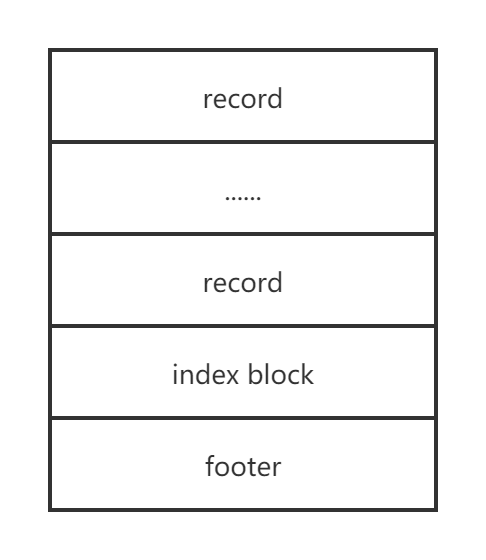 record
......
record
index block
footer